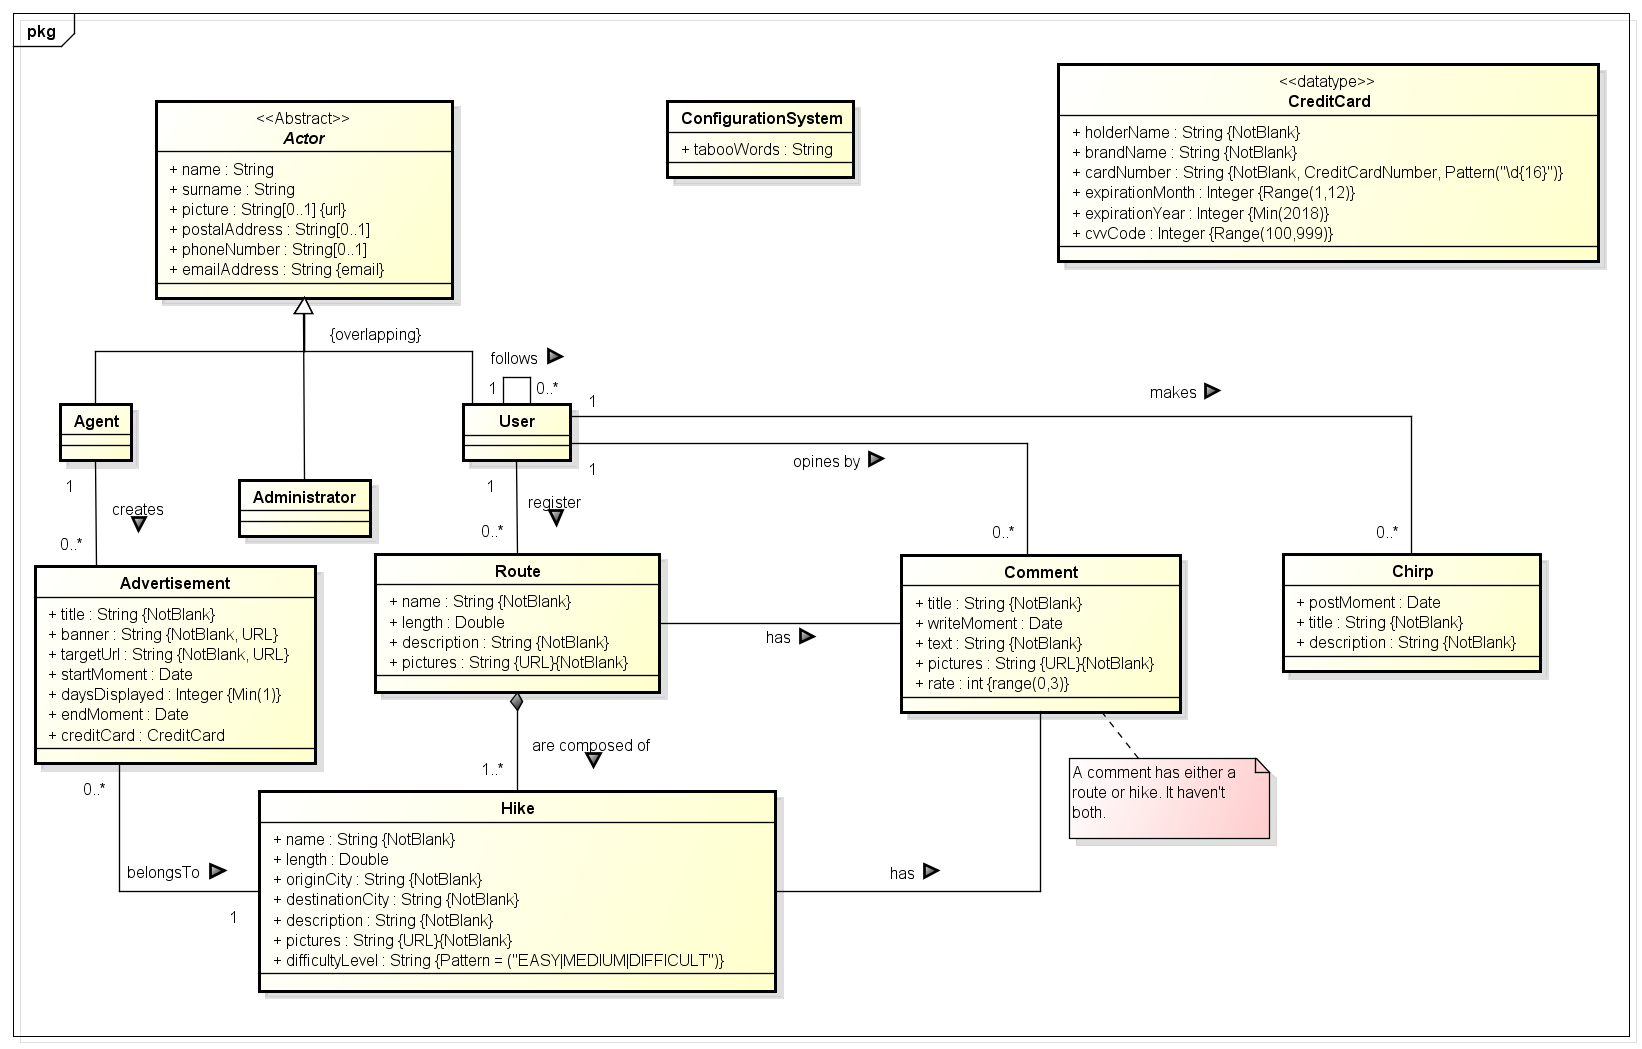 pkg
<<Abstract>>
Actor
+ name : String
+ surname : String
+ picture : String[0..1] {url}
+ postalAddress : String[0..1]
+ phoneNumber : String[0..1]
+ emailAddress : String {email}
ConfigurationSystem
+ tabooWords : String
<<datatype>>
CreditCard
+ holderName : String {NotBlank}
+ brandName : String {NotBlank}
+ cardNumber : String {NotBlank, CreditCardNumber, Pattern("\d{16}")}
+ expirationMonth : Integer {Range(1,12)}
+ expirationYear : Integer {Min(2018)}
+ cvvCode : Integer {Range(100,999)}
{overlapping}
follows
1
0..*
1
makes
Agent
User
1
creates
0..*
Administrator
1
register
0..*
1
opines by
0..*
0..*
Advertisement
+ title : String {NotBlank}
+ banner : String {NotBlank, URL}
+ targetUrl : String {NotBlank, URL}
+ startMoment : Date
+ daysDisplayed : Integer {Min(1)}
+ endMoment : Date
+ creditCard : CreditCard
Route
+ name : String {NotBlank}
+ length : Double
+ description : String {NotBlank}
+ pictures : String {URL}{NotBlank}
has
Comment
+ title : String {NotBlank}
+ writeMoment : Date
+ text : String {NotBlank}
+ pictures : String {URL}{NotBlank}
+ rate : int {range(0,3)}
Chirp
+ postMoment : Date
+ title : String {NotBlank}
+ description : String {NotBlank}
are composed of
1..*
A comment has either a
route or hike. It haven't
both.
0..*
belongsTo
1
Hike
+ name : String {NotBlank}
+ length : Double
+ originCity : String {NotBlank}
+ destinationCity : String {NotBlank}
+ description : String {NotBlank}
+ pictures : String {URL}{NotBlank}
+ difficultyLevel : String {Pattern = ("EASY|MEDIUM|DIFFICULT")}
has